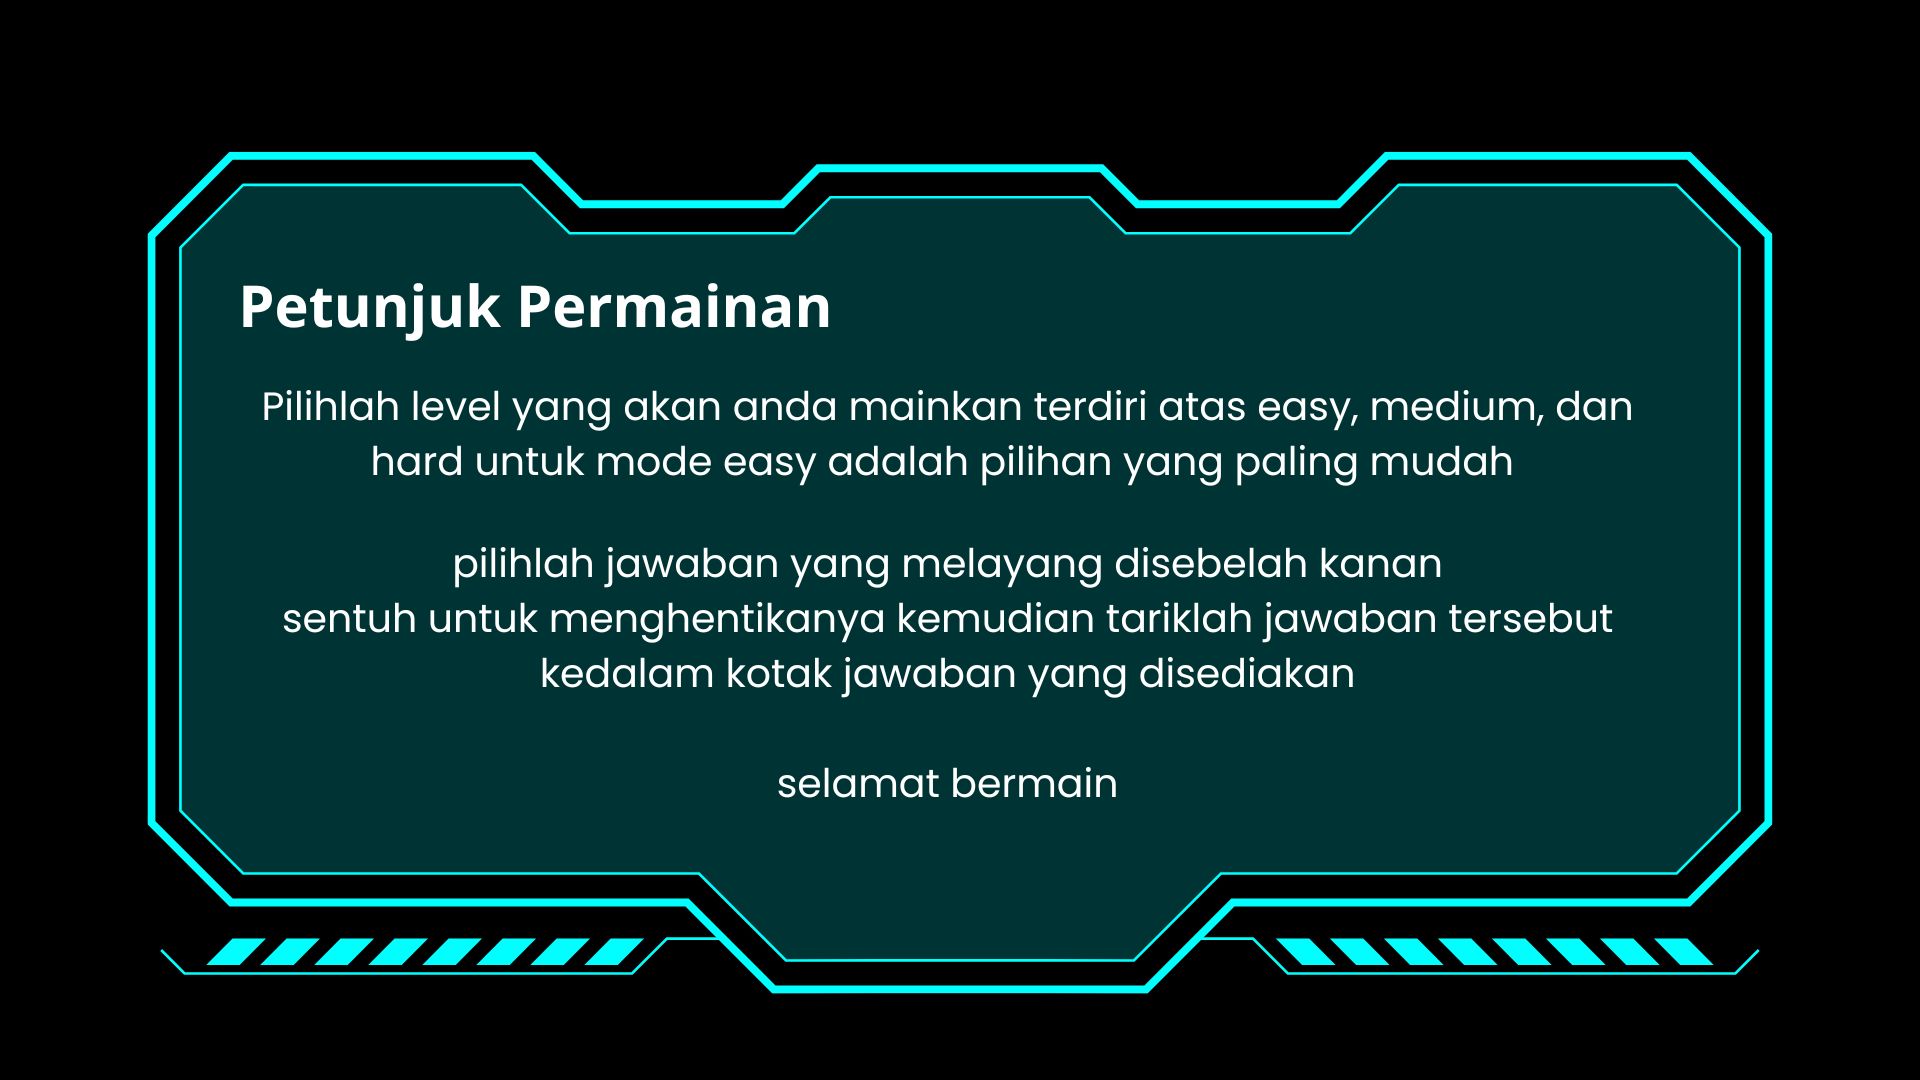 Petunjuk Permainan
Pilihlah level yang akan anda mainkan terdiri atas easy, medium, dan
hard untuk mode easy adalah pilihan yang paling mudah
pilihlah jawaban yang melayang disebelah kanan
sentuh untuk menghentikanya kemudian tariklah jawaban tersebut
kedalam kotak jawaban yang disediakan
selamat bermain